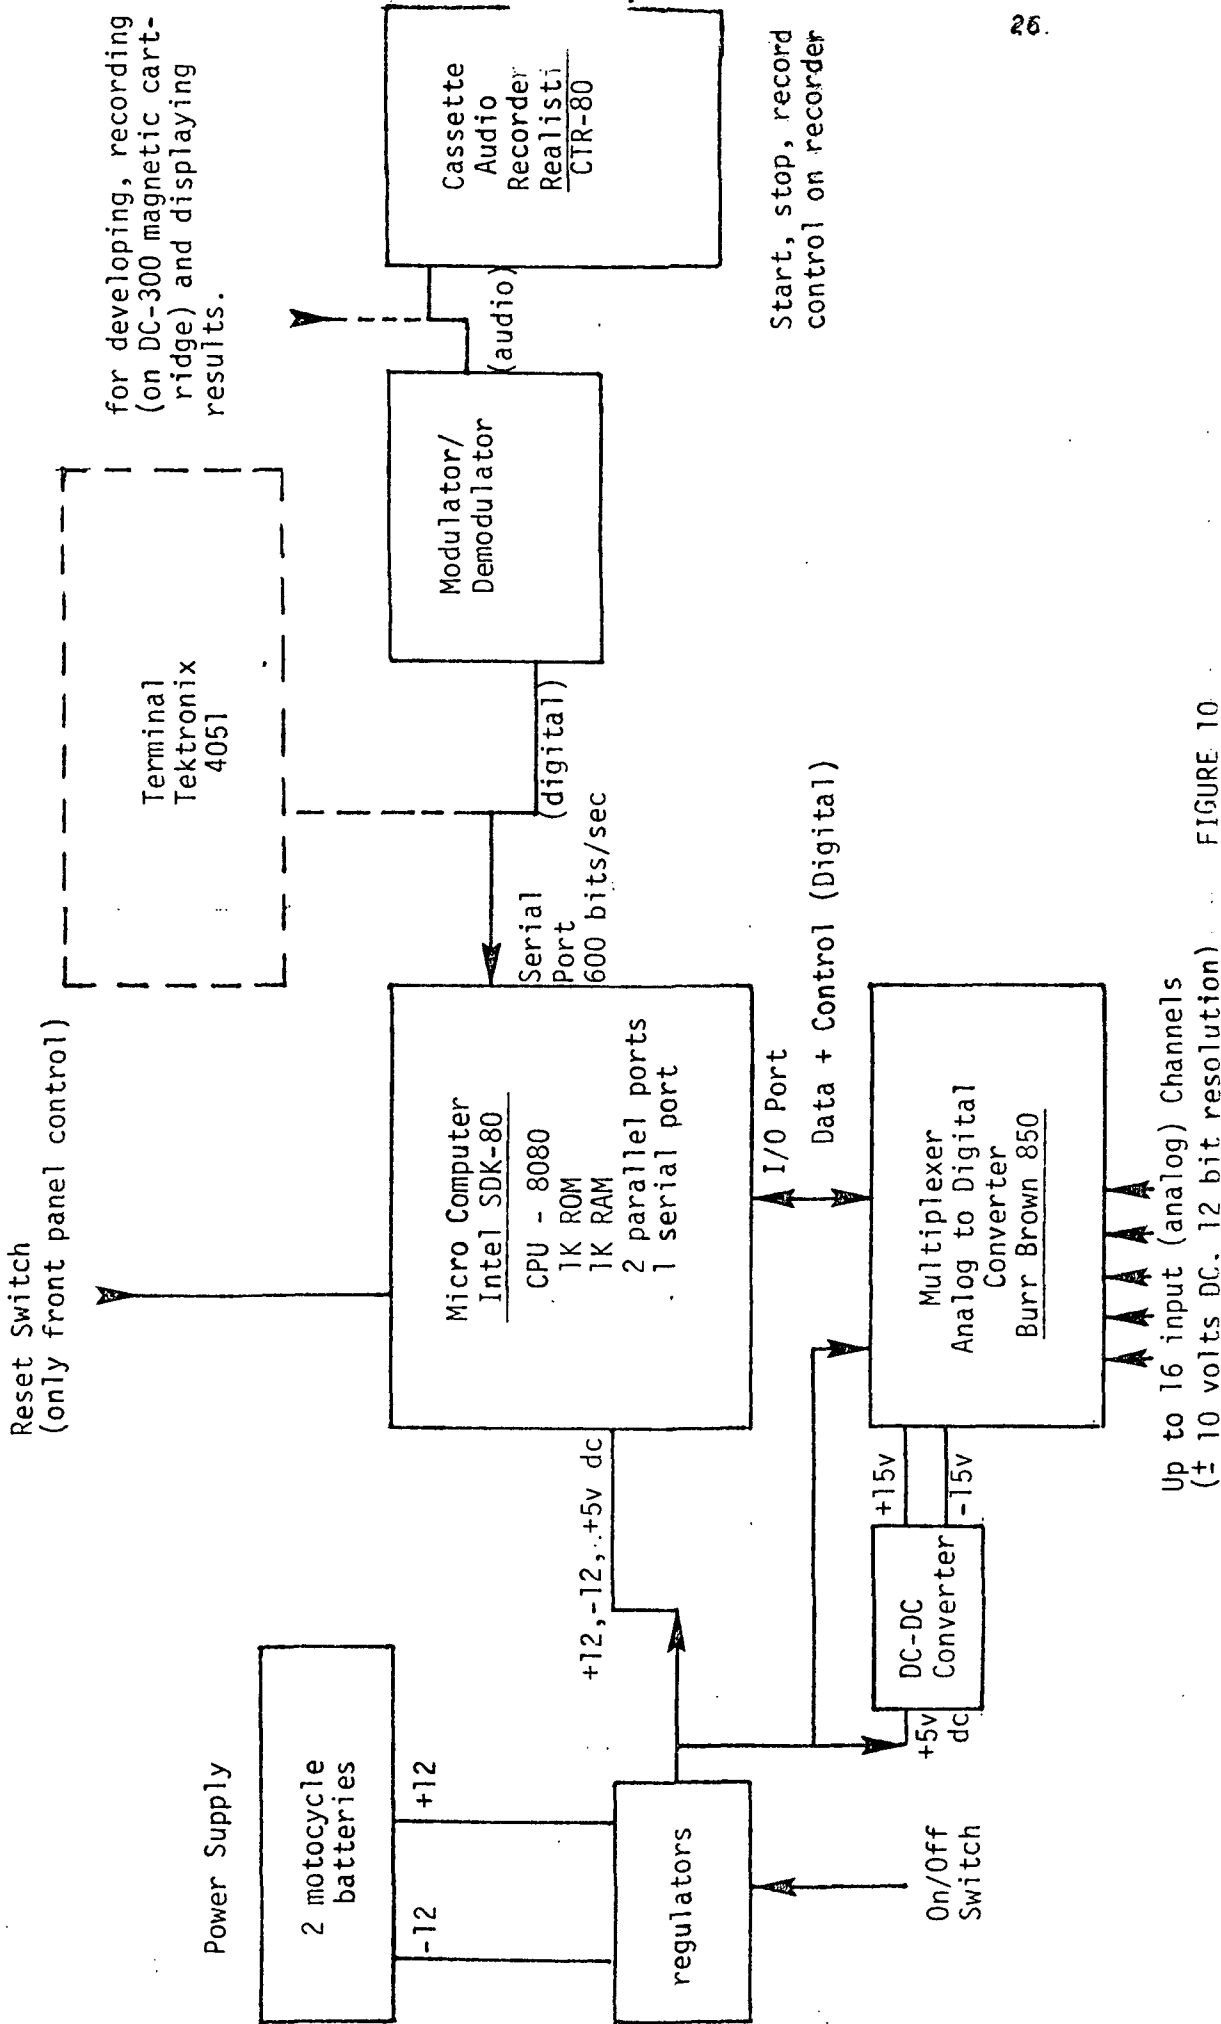 Reset Switch
(only front panel control)
Terminal
Tektronix
4051
for developing, recording
(on DC-300 magnetic cart-
ridge) and displaying
results.
Power Supply
2 motocycle
batteries
-12
+12
regulators
On/Off
Switch
+12,-12,+5v dc
+5v
dc
DC-DC
Converter
+15v
-15v
Micro Computer
Intel SDK-80
CPU - 8080
1K ROM
1K RAM
2 parallel ports
1 serial port
Serial
Port
600 bits/sec
(digital)
Modulator/
Demodulator
(audio)
Cassette
Audio
Recorder
Realisti
CTR-80
Start, stop, record
control on recorder
I/O Port
Data + Control (Digital)
Multiplexer
Analog to Digital
Converter
Burr Brown 850
Up to 16 input (analog) Channels
(± 10 volts DC, 12 bit resolution)
FIGURE 10
26.